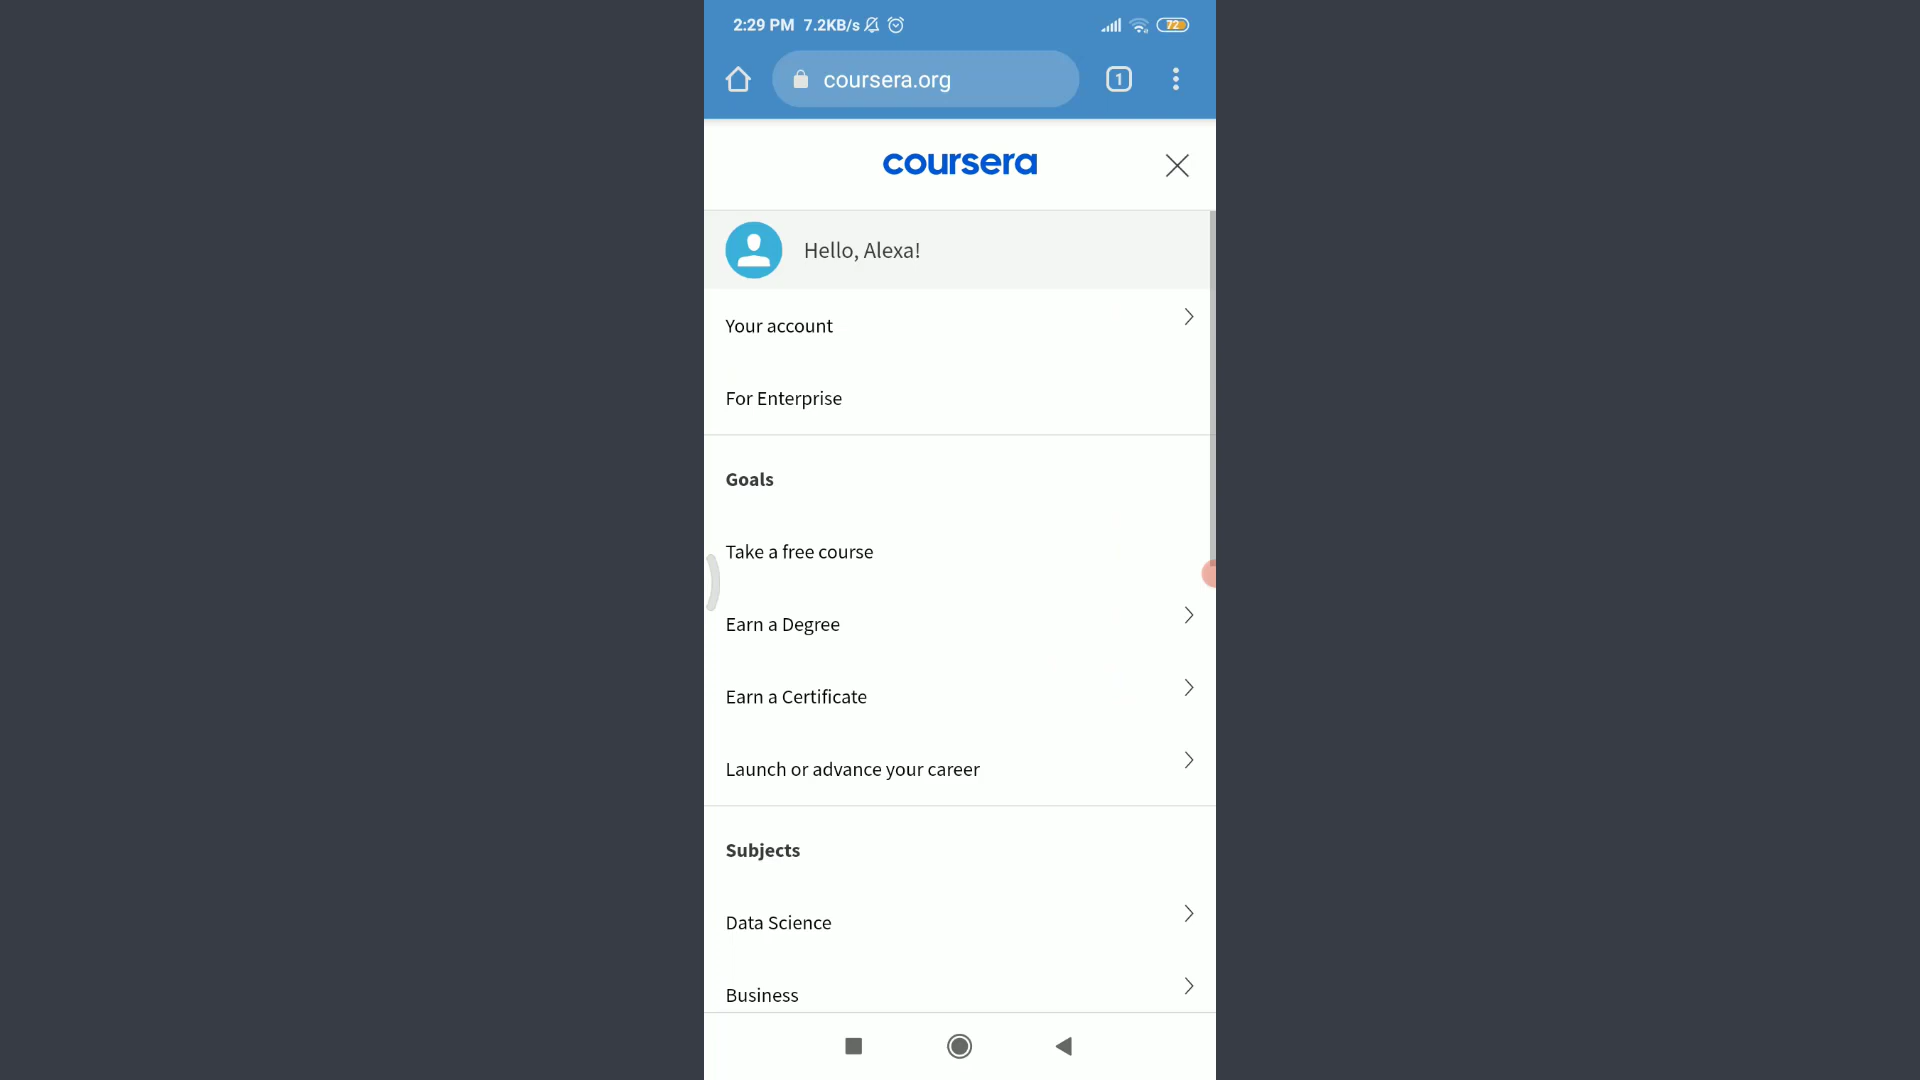 2:29 PM 7.2KB/s 72
coursera.org 1
coursera
Hello, Alexa!
Your account
For Enterprise
Goals
Take a free course
Earn a Degree
Earn a Certificate
Launch or advance your career
Subjects
Data Science
Business